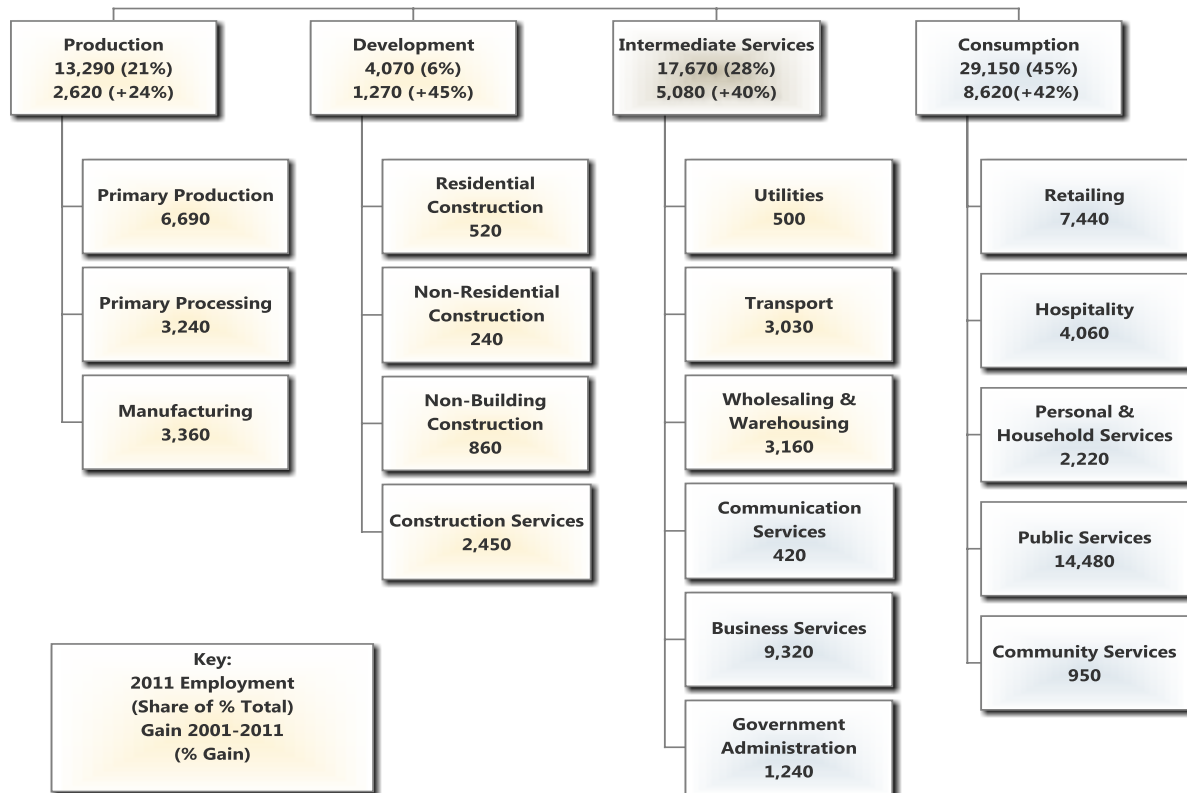 Production
13,290 (21%)
2,620 (+24%)
Primary Production
6,690
Primary Processing
3,240
Manufacturing
3,360
Development
4,070 (6%)
1,270 (+45%)
Residential
Construction
520
Non-Residential
Construction
240
Non-Building
Construction
860
Construction Services
2,450
Intermediate Services
17,670 (28%)
5,080 (+40%)
Utilities
500
Transport
3,030
Wholesaling &
Warehousing
3,160
Communication
Services
420
Business Services
9,320
Government
Administration
1,240
Consumption
29,150 (45%)
8,620(+42%)
Retailing
7,440
Hospitality
4,060
Personal &
Household Services
2,220
Public Services
14,480
Community Services
950
Key:
2011 Employment
(Share of % Total)
Gain 2001-2011
(% Gain)